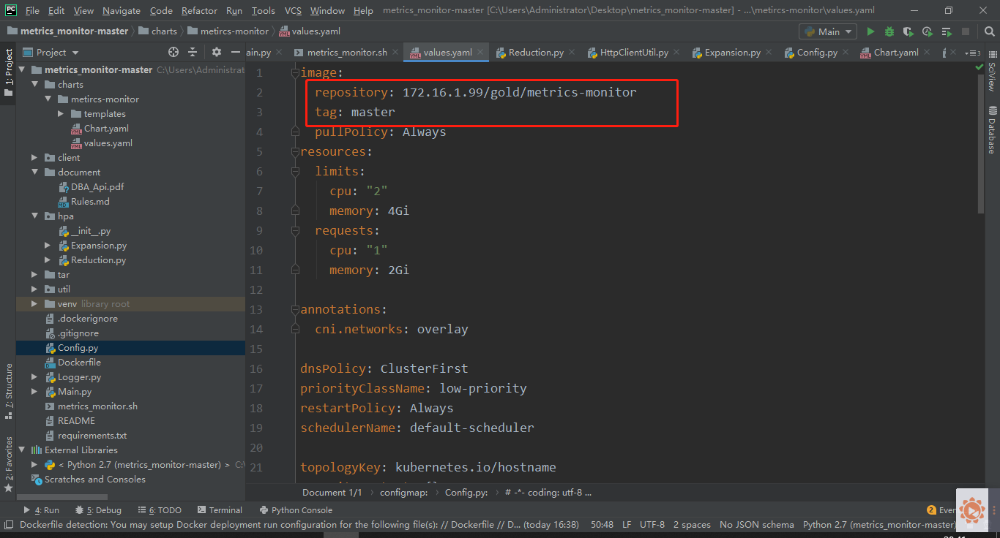 PC File Edit View Navigate Code Refactor Run Tools VCS Window Help metrics_monitor-master [C:\Users\Administrator\Desktop\metrics_monitor-master] - ...\metircs-monitor\values.yaml
metrics_monitor-master charts metircs-monitor values.yaml Main
1: Project
Project
ain.py metrics_monitor.sh values.yaml Reduction.py HttpClientUtil.py Expansion.py Config.py Chart.yaml
metrics_monitor-master C:\Users\Administrat
charts
metircs-monitor
templates
Chart.yaml
values.yaml
client
document
DBA_Api.pdf
Rules.md
hpa
__init__.py
Expansion.py
Reduction.py
tar
util
venv library root
.dockerignore
.gitignore
Config.py
Dockerfile
Logger.py
Main.py
metrics_monitor.sh
README
requirements.txt
External Libraries
< Python 2.7 (metrics_monitor-master) > C:\
Scratches and Consoles
7: Structure
2: Favorites
1 image:
2 repository: 172.16.1.99/gold/metrics-monitor
3 tag: master
4 pullPolicy: Always
5 resources:
6 limits:
7 cpu: "2"
8 memory: 4Gi
9 requests:
10 cpu: "1"
11 memory: 2Gi
12
13 annotations:
14 cni.networks: overlay
15
16 dnsPolicy: ClusterFirst
17 priorityClassName: low-priority
18 restartPolicy: Always
19 schedulerName: default-scheduler
20
21 topologyKey: kubernetes.io/hostname
SciView
Database
Document 1/1 configmap: Config.py: # -*- coding: utf-8 ...
4: Run 5: Debug 6: TODO Terminal Python Console 2 Even
Dockerfile detection: You may setup Docker deployment run configuration for the following file(s): // Dockerfile // D... (today 16:38) 50:48 LF UTF-8 2 spaces No JSON schema Python 2.7 (metrics_monitor-master)